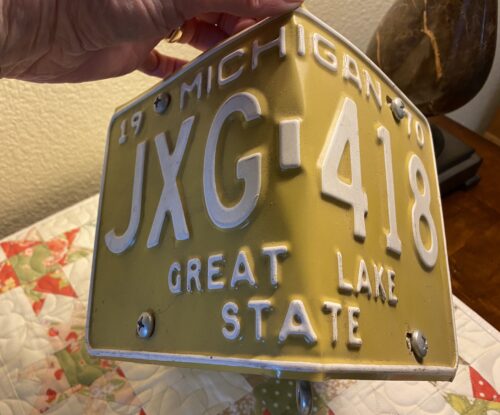 19 MICHIGAN 70
JXG-418
GREAT LAKE
STATE